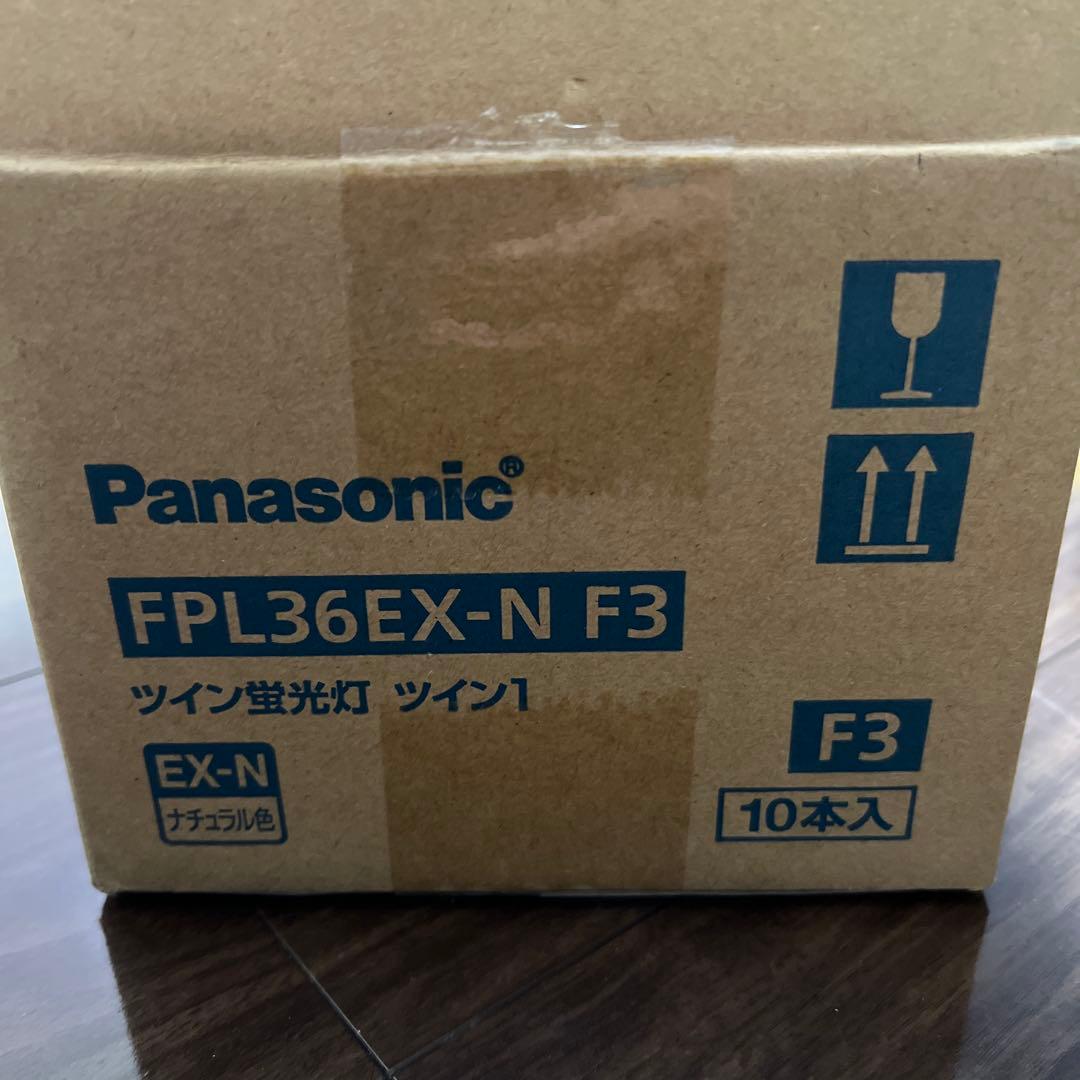 Panasonic®
FPL36EX-N F3
ツイン蛍光灯 ツイン1
EX-N
ナチュラル色
F3
10本入